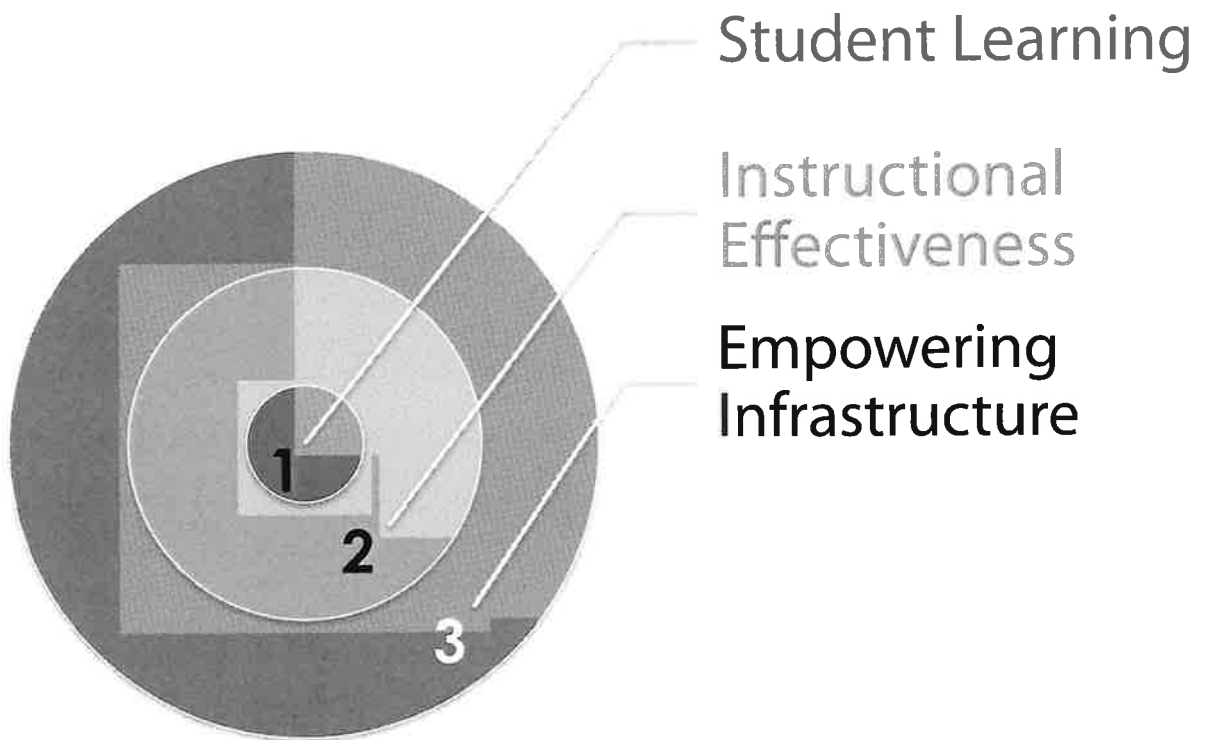 Student Learning
Instructional
Effectiveness
Empowering
Infrastructure
1
2
3